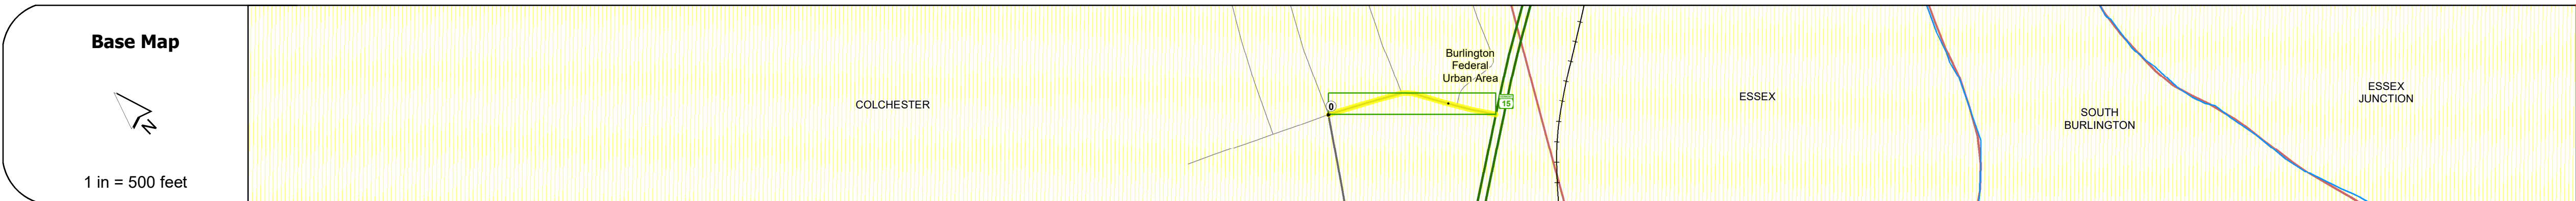 Base Map
N
1 in = 500 feet
COLCHESTER
0
Burlington
Federal
Urban Area
15
ESSEX
SOUTH
BURLINGTON
ESSEX
JUNCTION